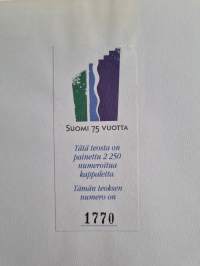 SUOMI 75 VUOTTA
Tätä teosta on
painettu 2 250
numeroitua
kappaletta.
Tämän teoksen
numero on
1770